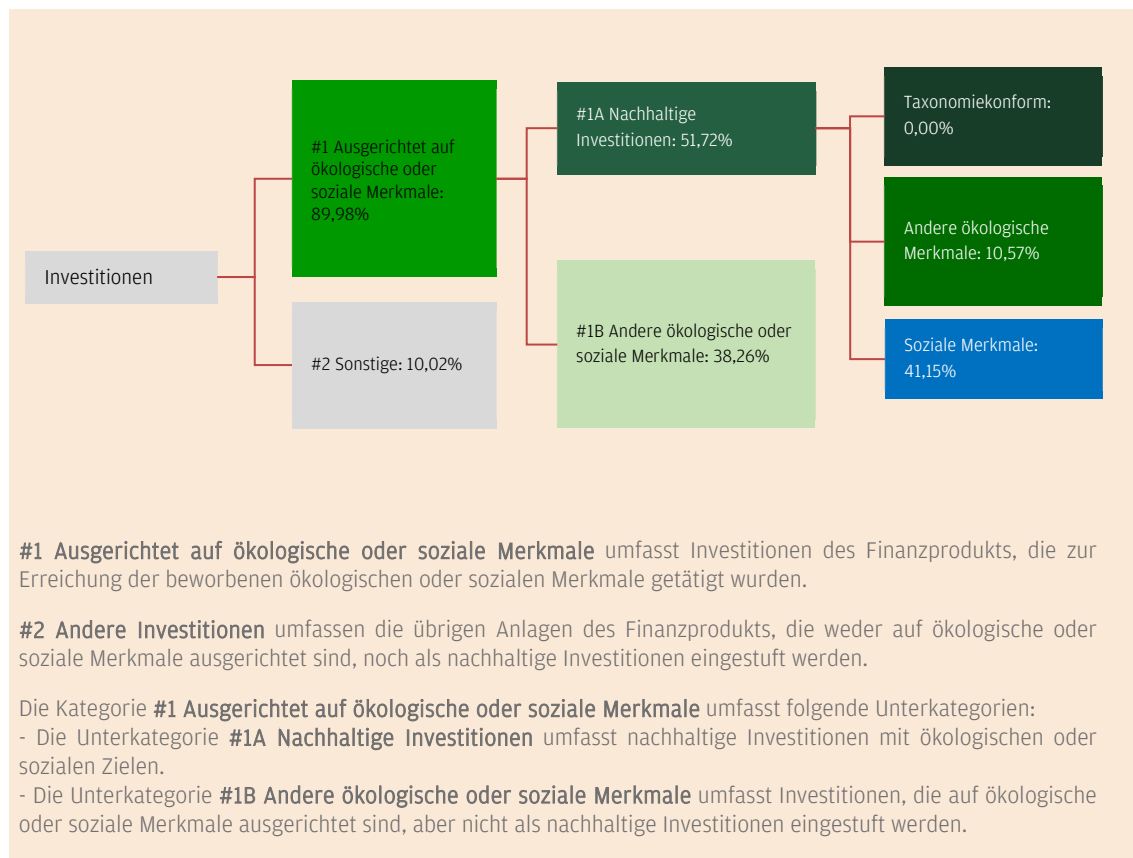 Investitionen
#1 Ausgerichtet auf
ökologische oder
soziale Merkmale:
89,98%
#2 Sonstige: 10,02%
#1A Nachhaltige
Investitionen: 51,72%
#1B Andere ökologische oder
soziale Merkmale: 38,26%
Taxonomiekonform:
0,00%
Andere ökologische
Merkmale: 10,57%
Soziale Merkmale:
41,15%
#1 Ausgerichtet auf ökologische oder soziale Merkmale umfasst Investitionen des Finanzprodukts, die zur
Erreichung der beworbenen ökologischen oder sozialen Merkmale getätigt wurden.
#2 Andere Investitionen umfassen die übrigen Anlagen des Finanzprodukts, die weder auf ökologische oder
soziale Merkmale ausgerichtet sind, noch als nachhaltige Investitionen eingestuft werden.
Die Kategorie #1 Ausgerichtet auf ökologische oder soziale Merkmale umfasst folgende Unterkategorien:
- Die Unterkategorie #1A Nachhaltige Investitionen umfasst nachhaltige Investitionen mit ökologischen oder
sozialen Zielen.
- Die Unterkategorie #1B Andere ökologische oder soziale Merkmale umfasst Investitionen, die auf ökologische
oder soziale Merkmale ausgerichtet sind, aber nicht als nachhaltige Investitionen eingestuft werden.